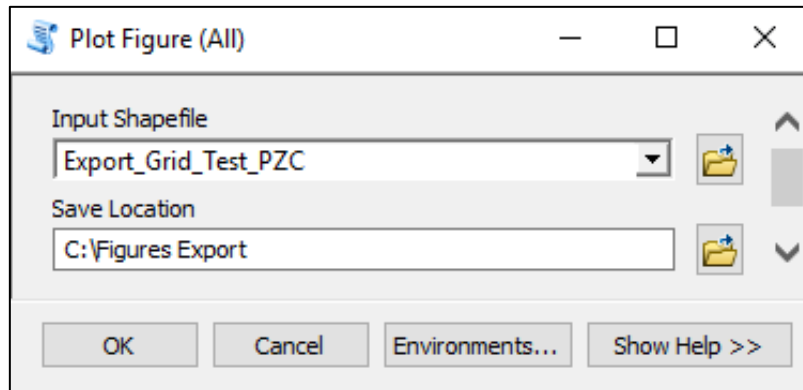 Plot Figure (All)
Input Shapefile
Export_Grid_Test_PZC
Save Location
C:\Figures Export
OK Cancel Environments... Show Help >>